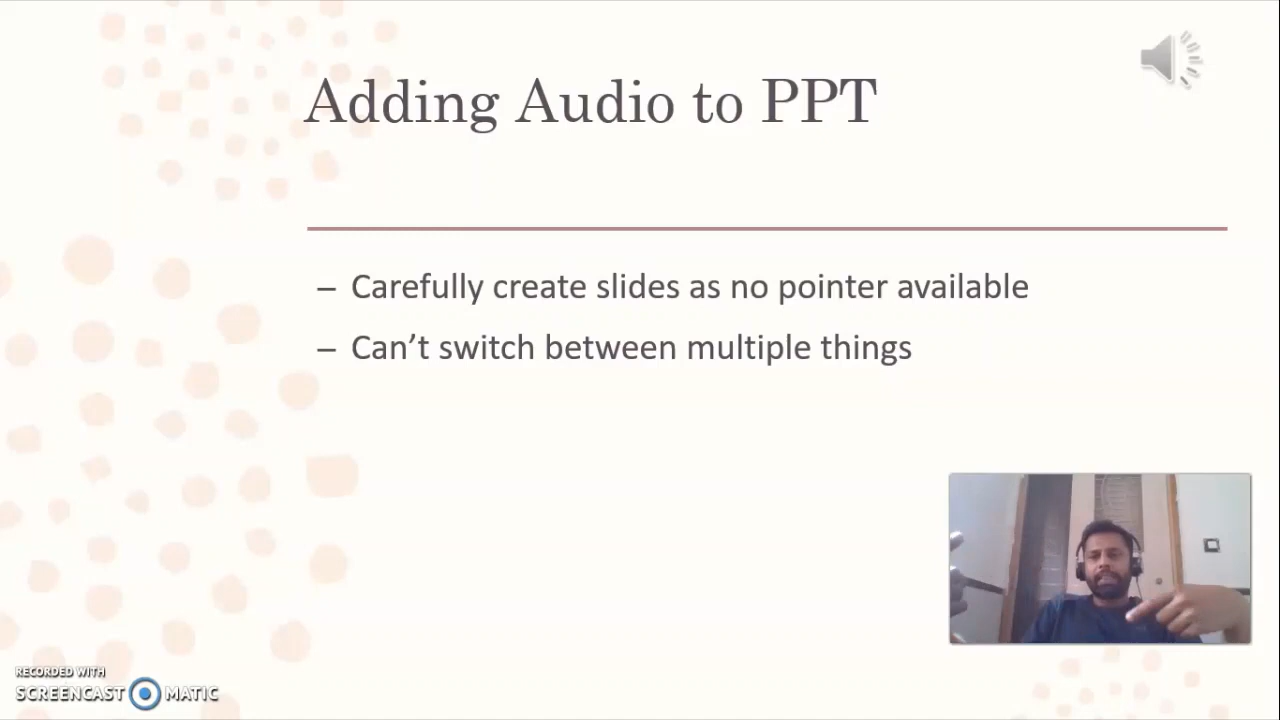 Adding Audio to PPT
– Carefully create slides as no pointer available
– Can’t switch between multiple things
RECORDED WITH
SCREENCAST MATIC